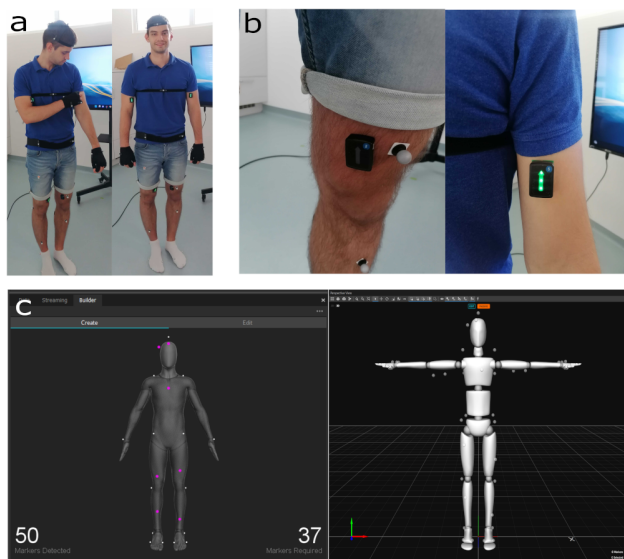 a
b
c
Streaming
Builder
Create
Edit
50
37
Markers Detected
Markers Required